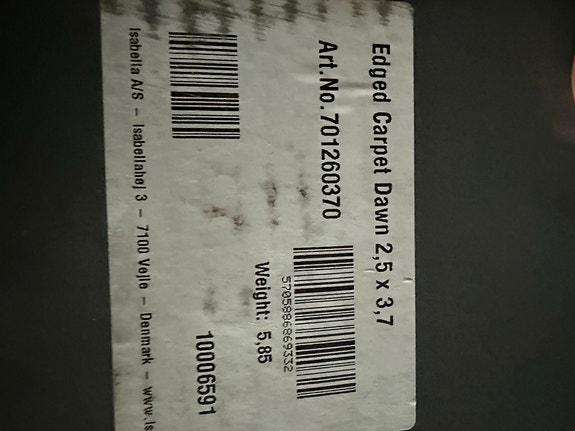 Edged Carpet Dawn 2,5 x 3,7
Art.No. 701260370
5705886869332
Weight: 5,85
10006591
Isabella A/S – Isabellahøj 3 – 7100 Vejle – Denmark – www.is